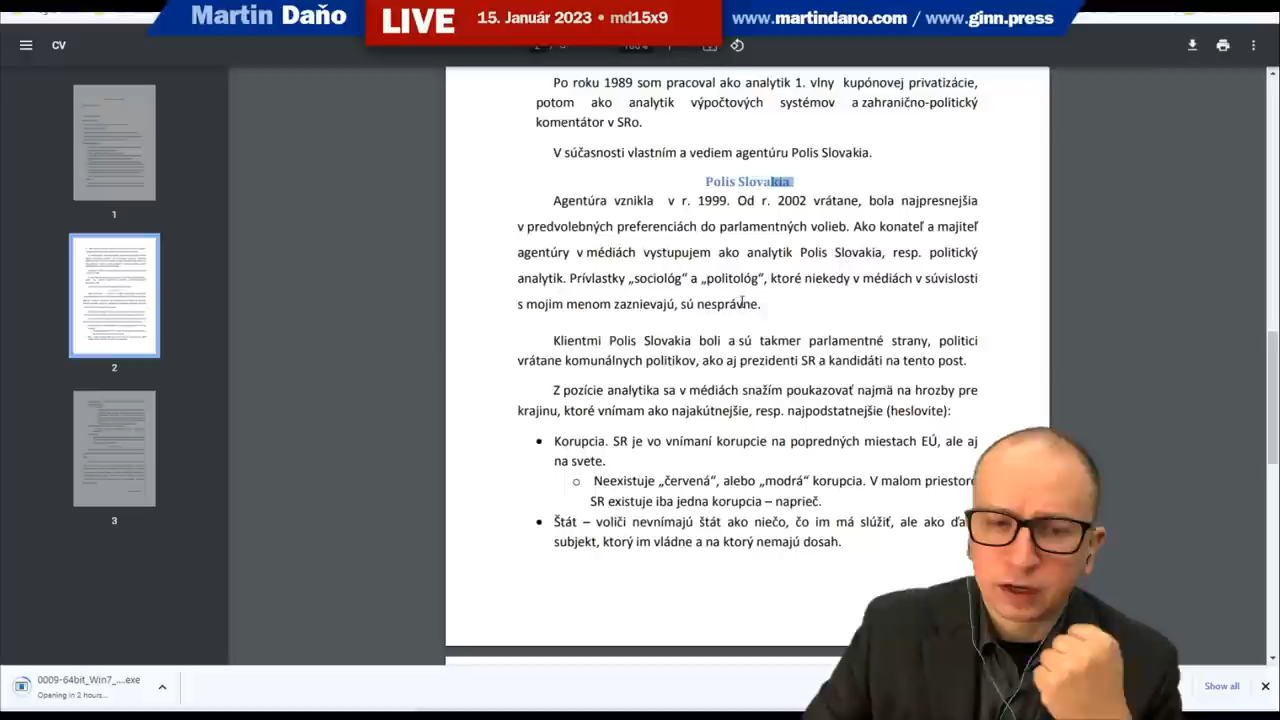 Martin Daňo
LIVE
15. Január 2023 • md15x9
www.martindano.com / www.ginn.press
CV
Po roku 1989 som pracoval ako analytik 1. vlny kupónovej privatizácie,
potom ako analytik výpočtových systémov a zahranično-politický
komentátor v SRo.
V súčasnosti vlastním a vediem agentúru Polis Slovakia.
Polis Slovakia
Agentúra vznikla v r. 1999. Od r. 2002 vrátane, bola najpresnejšia
v predvolebných preferenciách do parlamentných volieb. Ako konateľ a majiteľ
agentúry v médiách vystupujem ako analytik Polis Slovakia, resp. politický
analytik. Prívlastky „sociológ“ a „politológ“, ktoré niekedy v médiách v súvislosti
s mojim menom zaznievajú, sú nesprávne.
Klientmi Polis Slovakia boli a sú takmer parlamentné strany, politici
vrátane komunálnych politikov, ako aj prezidenti SR a kandidáti na tento post.
Z pozície analytika sa v médiách snažím poukazovať najmä na hrozby pre
krajinu, ktoré vnímam ako najakútnejšie, resp. najpodstatnejšie (heslovite):
• Korupcia. SR je vo vnímaní korupcie na popredných miestach EÚ, ale aj
na svete.
o Neexistuje „červená“, alebo „modrá“ korupcia. V malom priestore
SR existuje iba jedna korupcia – naprieč.
• Štát – voliči nevnímajú štát ako niečo, čo im má slúžiť, ale ako
subjekt, ktorý im vládne a na ktorý nemajú dosah.
1
2
3
0009-64bit_Win7_....exe
Opening in 2 hours...
Show all